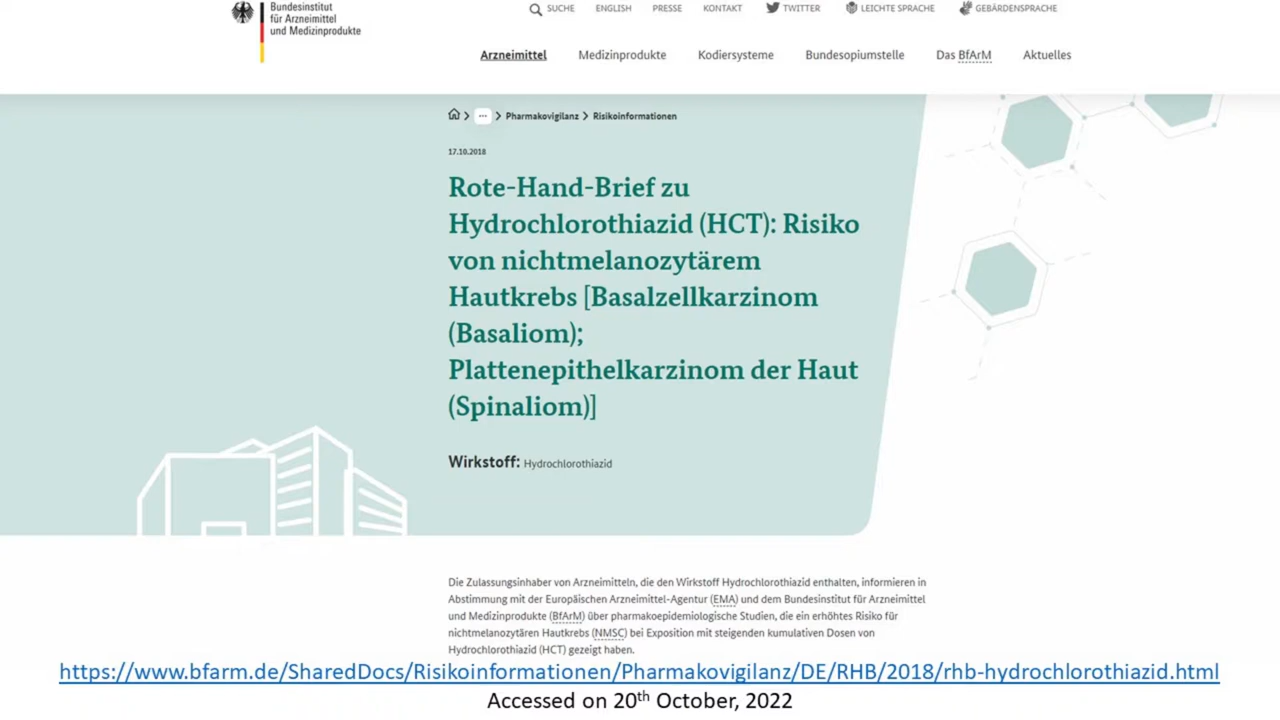 Bundesinstitut
für Arzneimittel
und Medizinprodukte
SUCHE ENGLISH PRESSE KONTAKT TWITTER LEICHTE SPRACHE GEBÄRDENSPRACHE
Arzneimittel Medizinprodukte Kodiersysteme Bundesopiumstelle Das BfArM Aktuelles
... > Pharmakovigilanz > Risikoinformationen
17.10.2018
Rote-Hand-Brief zu
Hydrochlorothiazid (HCT): Risiko
von nichtmelanozytärem
Hautkrebs [Basalzellkarzinom
(Basaliom);
Plattenepithelkarzinom der Haut
(Spinaliom)]
Wirkstoff: Hydrochlorothiazid
Die Zulassungsinhaber von Arzneimitteln, die den Wirkstoff Hydrochlorothiazid enthalten, informieren in
Abstimmung mit der Europäischen Arzneimittel-Agentur (EMA) und dem Bundesinstitut für Arzneimittel
und Medizinprodukte (BfArM) über pharmakoepidemiologische Studien, die ein erhöhtes Risiko für
nichtmelanozytären Hautkrebs (NMSC) bei Exposition mit steigenden kumulativen Dosen von
Hydrochlorothiazid (HCT) gezeigt haben.
https://www.bfarm.de/SharedDocs/Risikoinformationen/Pharmakovigilanz/DE/RHB/2018/rhb-hydrochlorothiazid.html
Accessed on 20th October, 2022